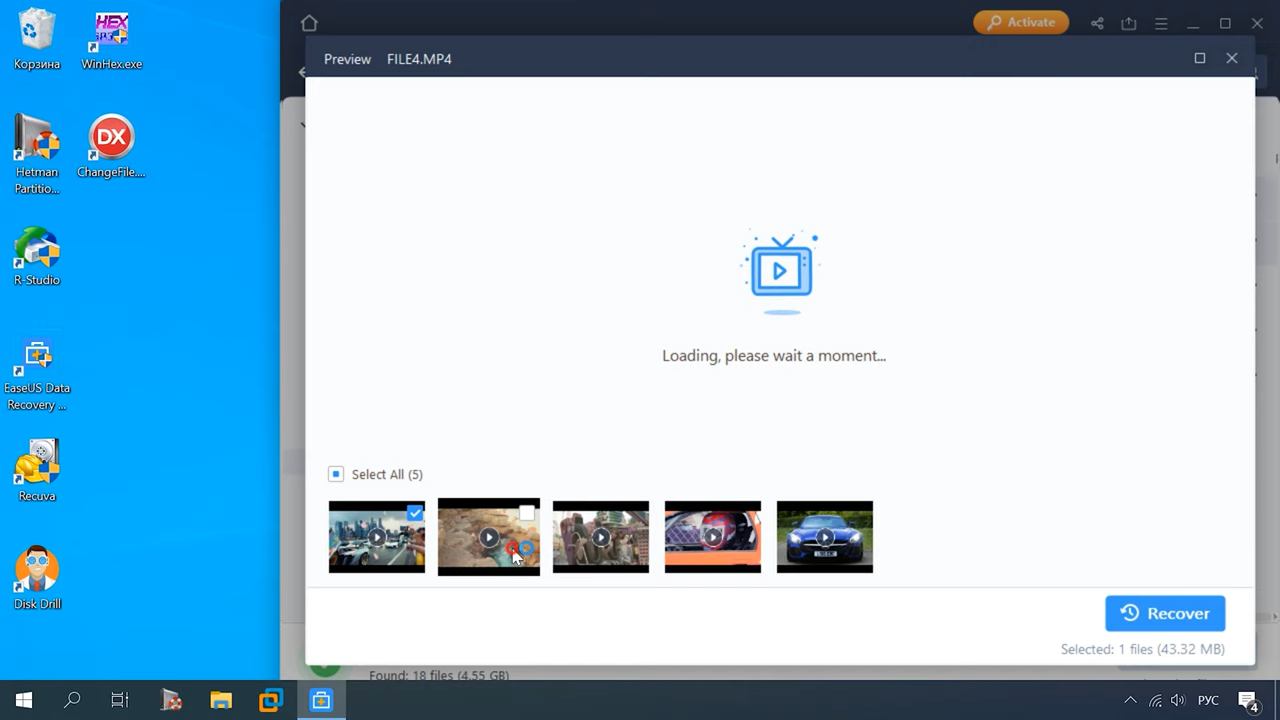 Корзина
WinHex.exe
Hetman
Partitio...
ChangeFile....
R-Studio
EaseUS Data
Recovery ...
Recuva
Disk Drill
Activate
Preview FILE4.MP4
Loading, please wait a moment...
Select All (5)
Recover
Selected: 1 files (43.32 MB)
Found: 18 files (4.55 GB)
РУС
4